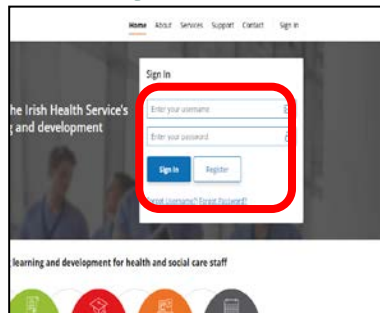 Home About Services Support Contact Sign In
Sign In
he Irish Health Service's
and development
Enter your username
Enter your password
Sign In Register
Forgot Username? Forgot Password?
learning and development for health and social care staff